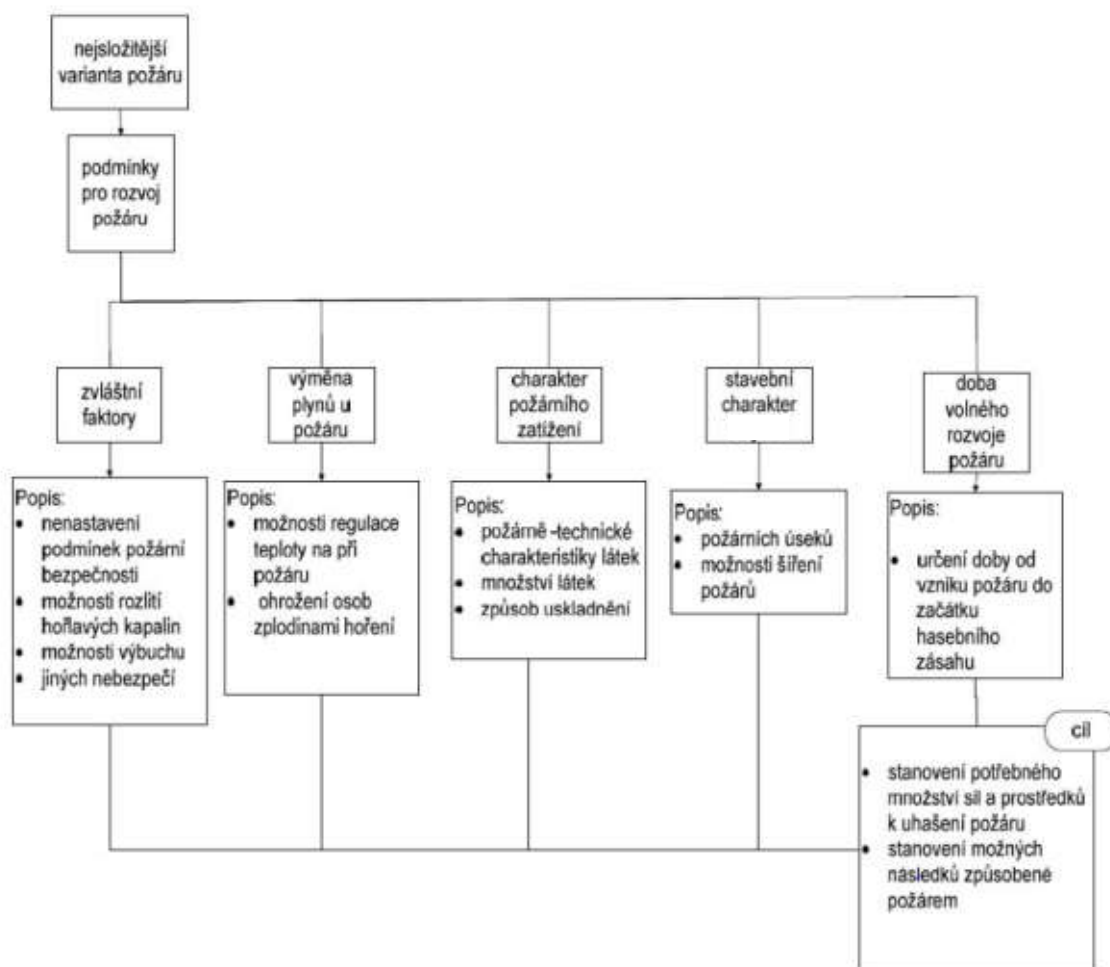 nejsložitější
varianta požáru
podmínky
pro rozvoj
požáru
zvláštní
faktory
výměna
plynů u
požáru
charakter
požárního
zatížení
stavební
charakter
doba
volného
rozvoje
požáru
Popis:
• nenastavení
podmínek požární
bezpečnosti
• možnosti rozlití
hořlavých kapalin
• možnosti výbuchu
• jiných nebezpečí
Popis:
• možnosti regulace
teploty na při
požáru
• ohrožení osob
zplodinami hoření
Popis:
• požárně -technické
charakteristiky látek
• množství látek
• způsob uskladnění
Popis:
• požárních úseků
• možnosti šíření
požárů
Popis:
• určení doby od
vzniku požáru do
začátku
hasebního
zásahu
cíl
• stanovení potřebného
množství sil a prostředků
k uhašení požáru
• stanovení možných
následků způsobené
požárem